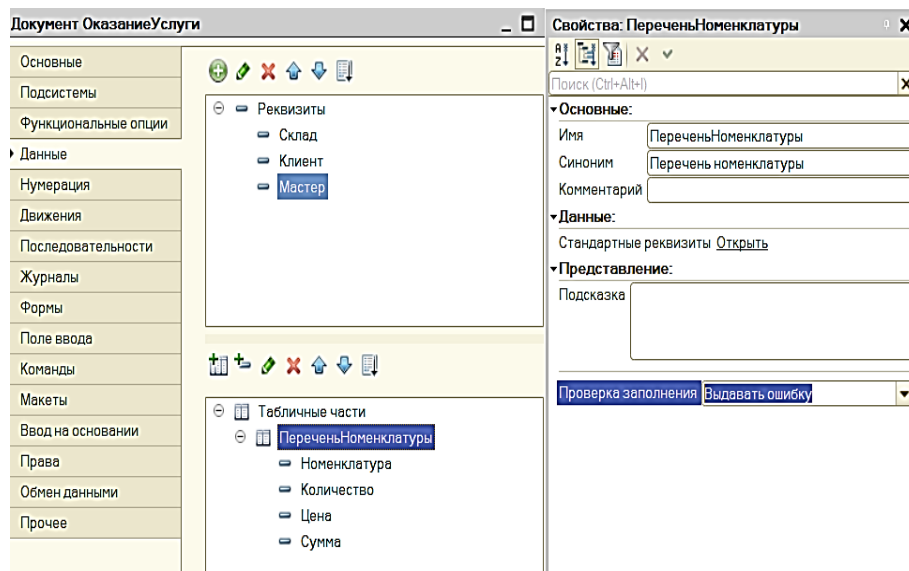 Документ ОказаниеУслуги
Основные
Подсистемы
Функциональные опции
Данные
Нумерация
Движения
Последовательности
Журналы
Формы
Поле ввода
Команды
Макеты
Ввод на основании
Права
Обмен данными
Прочее
Реквизиты
Склад
Клиент
Мастер
Табличные части
ПереченьНоменклатуры
Номенклатура
Количество
Цена
Сумма
Свойства: ПереченьНоменклатуры
Поиск (Ctrl+Alt+I)
Основные:
Имя ПереченьНоменклатуры
Синоним Перечень номенклатуры
Комментарий
Данные:
Стандартные реквизиты Открыть
Представление:
Подсказка
Проверка заполнения Выдавать ошибку